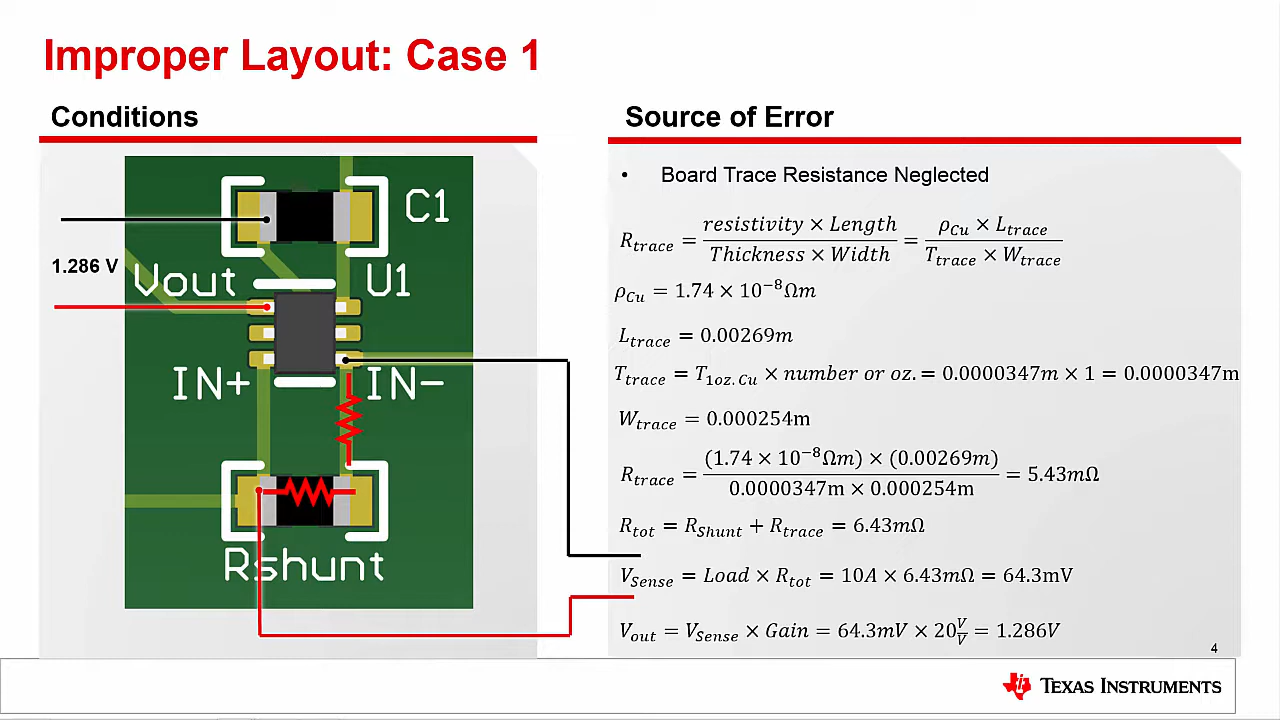 Improper Layout: Case 1
Conditions
1.286 V
C1
Vout
U1
IN+
IN-
Rshunt
Source of Error
• Board Trace Resistance Neglected
R_trace = (resistivity × Length)/(Thickness × Width) = (ρ_Cu × L_trace)/(T_trace × W_trace)
ρ_Cu = 1.74 × 10^−8 Ωm
L_trace = 0.00269m
T_trace = T_1oz.Cu × number or oz. = 0.0000347m × 1 = 0.0000347m
W_trace = 0.000254m
R_trace = ((1.74 × 10^−8 Ωm) × (0.00269m))/(0.0000347m × 0.000254m) = 5.43mΩ
R_tot = R_Shunt + R_trace = 6.43mΩ
V_Sense = Load × R_tot = 10A × 6.43mΩ = 64.3mV
V_out = V_Sense × Gain = 64.3mV × 20 V/V = 1.286V
4
TEXAS INSTRUMENTS